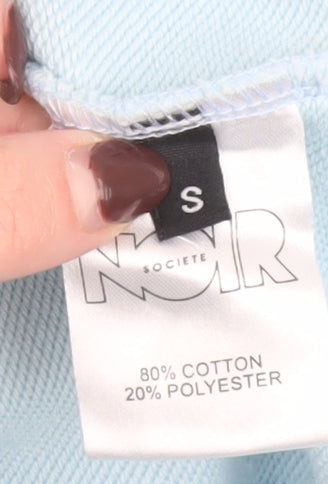 S
NOIR
SOCIETE
80% COTTON
20% POLYESTER